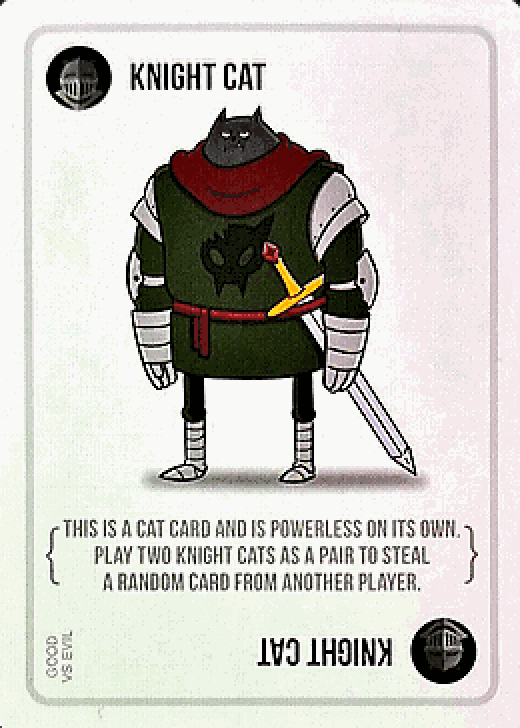 KNIGHT CAT
THIS IS A CAT CARD AND IS POWERLESS ON ITS OWN.
PLAY TWO KNIGHT CATS AS A PAIR TO STEAL
A RANDOM CARD FROM ANOTHER PLAYER.
GOOD
VS EVIL
KNIGHT CAT